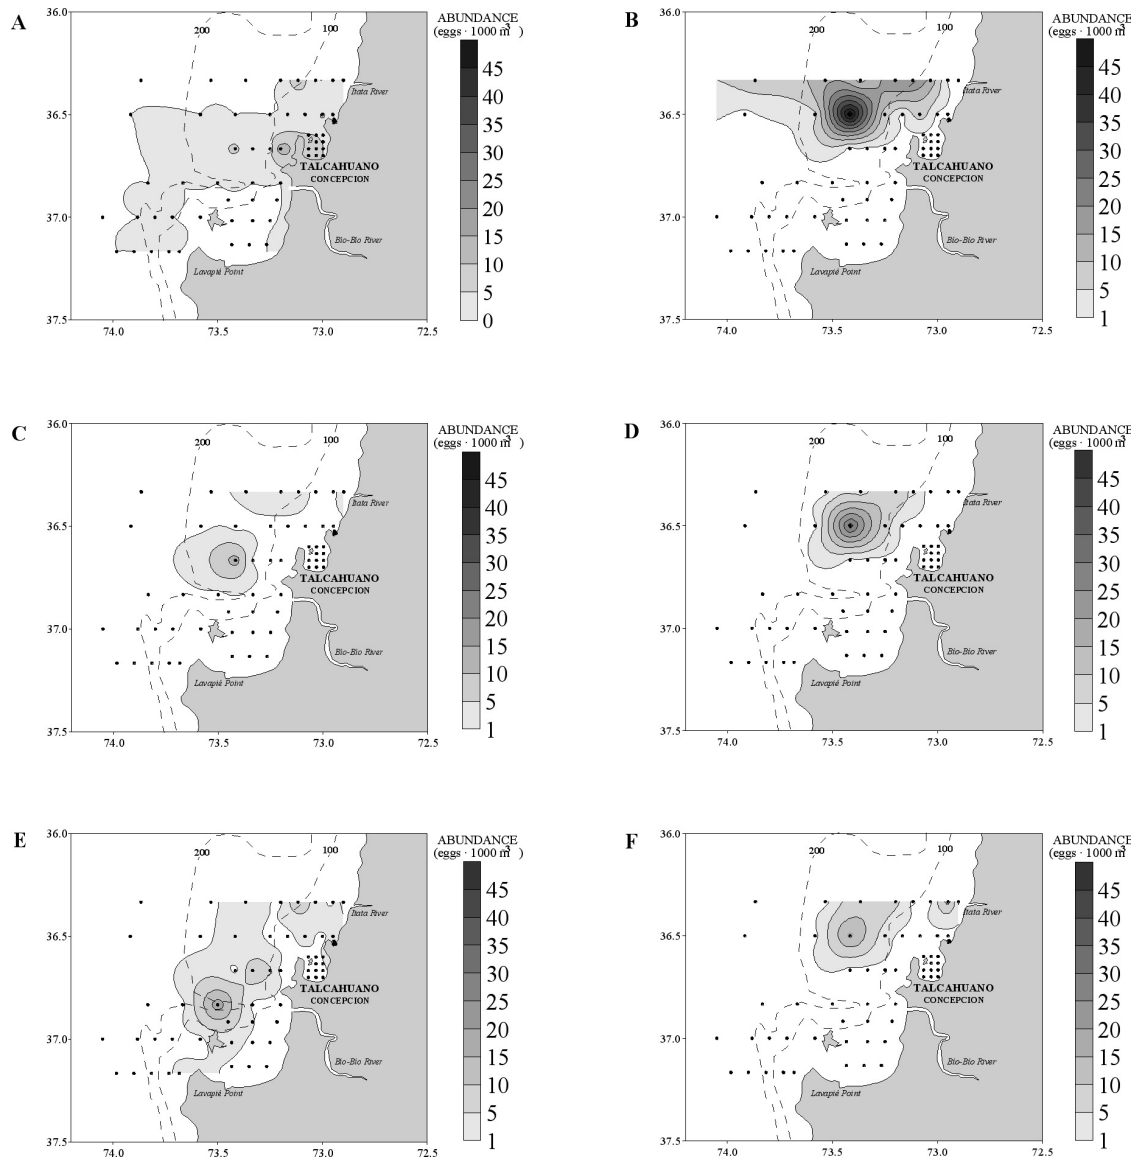 A
ABUNDANCE
(eggs · 1000 m³)
36.0
36.5
37.0
37.5
74.0
73.5
73.0
72.5
200
100
Itata River
TALCAHUANO
CONCEPCION
Bio-Bio River
Lavapié Point
45
40
35
30
25
20
15
10
5
0
B
ABUNDANCE
(eggs · 1000 m³)
36.0
36.5
37.0
37.5
74.0
73.5
73.0
72.5
200
100
Itata River
TALCAHUANO
CONCEPCION
Bio-Bio River
Lavapié Point
45
40
35
30
25
20
15
10
5
1
C
ABUNDANCE
(eggs · 1000 m³)
36.0
36.5
37.0
37.5
74.0
73.5
73.0
72.5
200
100
Itata River
TALCAHUANO
CONCEPCION
Bio-Bio River
Lavapié Point
45
40
35
30
25
20
15
10
5
1
D
ABUNDANCE
(eggs · 1000 m³)
36.0
36.5
37.0
37.5
74.0
73.5
73.0
72.5
200
100
Itata River
TALCAHUANO
CONCEPCION
Bio-Bio River
Lavapié Point
45
40
35
30
25
20
15
10
5
1
E
ABUNDANCE
(eggs · 1000 m³)
36.0
36.5
37.0
37.5
74.0
73.5
73.0
72.5
200
100
Itata River
TALCAHUANO
CONCEPCION
Bio-Bio River
Lavapié Point
45
40
35
30
25
20
15
10
5
1
F
ABUNDANCE
(eggs · 1000 m³)
36.0
36.5
37.0
37.5
74.0
73.5
73.0
72.5
200
100
Itata River
TALCAHUANO
CONCEPCION
Bio-Bio River
Lavapié Point
45
40
35
30
25
20
15
10
5
1